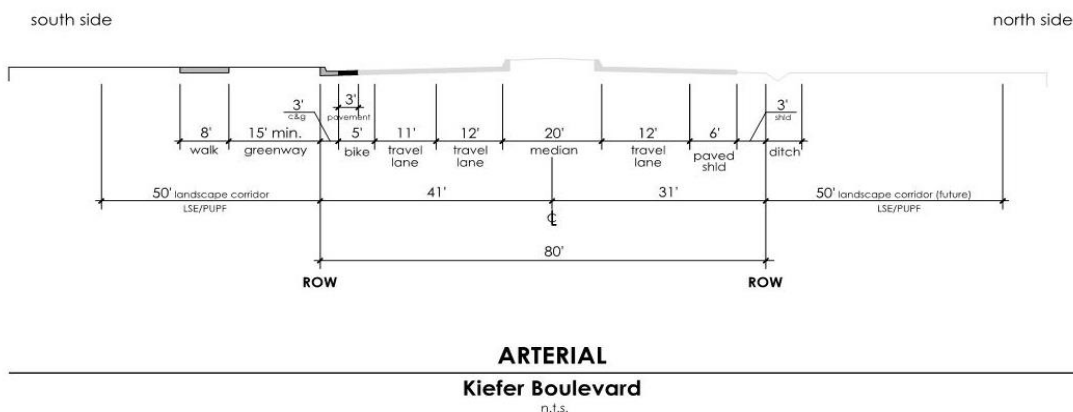 south side
north side
3'
c&g
3'
pavement
3'
shld
8'
walk
15' min.
greenway
5'
bike
11'
travel
lane
12'
travel
lane
20'
median
12'
travel
lane
6'
paved
shld
ditch
50' landscape corridor
LSE/PUPF
41'
31'
50' landscape corridor (future)
LSE/PUPF
℄
80'
ROW
ROW
ARTERIAL
Kiefer Boulevard
n.t.s.